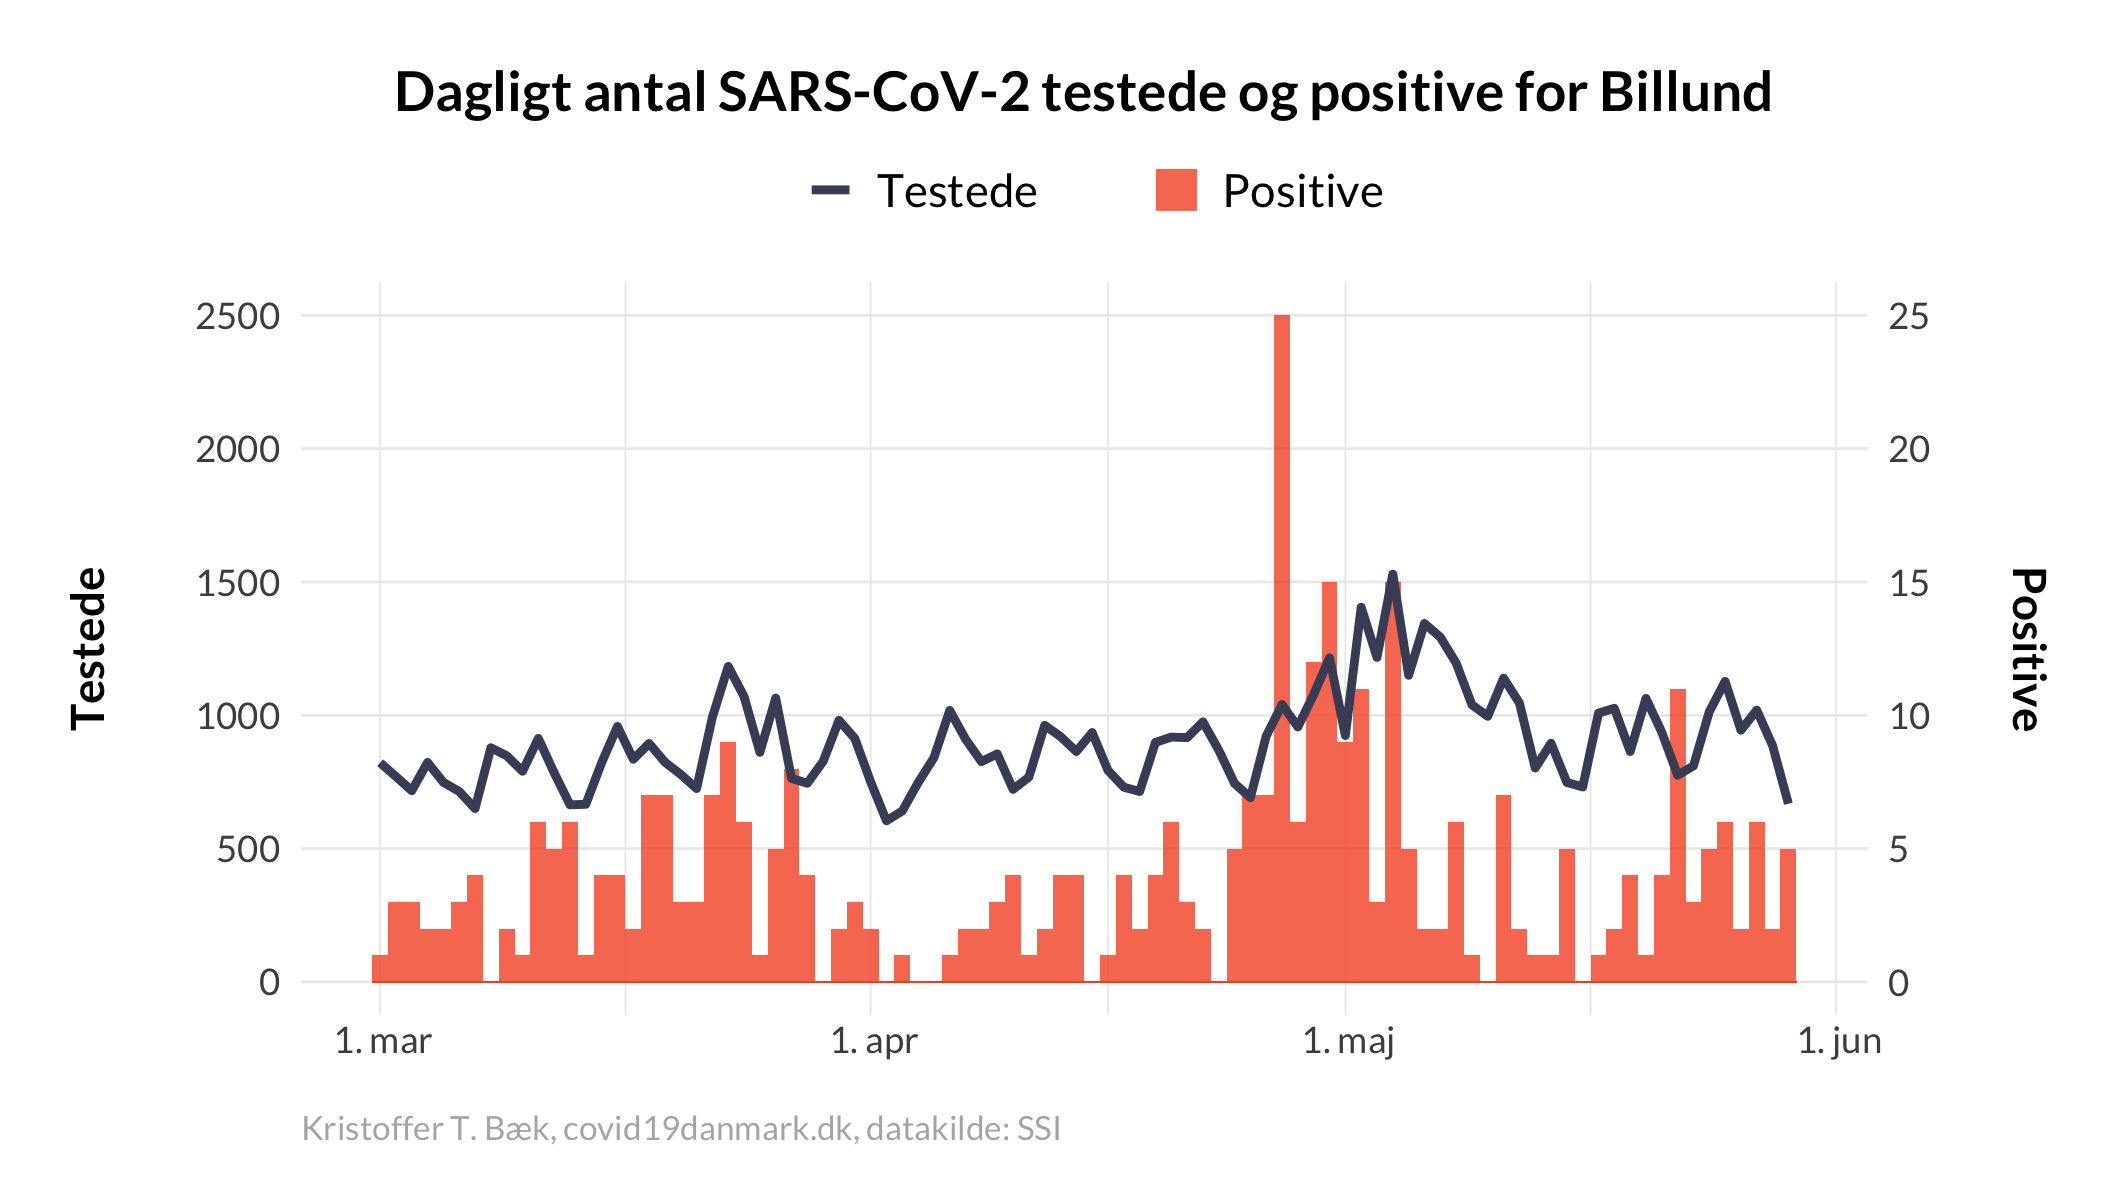 Dagligt antal SARS-CoV-2 testede og positive for Billund
Testede
Positive
2500
2000
1500
1000
500
0
25
20
15
10
5
0
Testede
Positive
1. mar
1. apr
1. maj
1. jun
Kristoffer T. Bæk, covid19danmark.dk, datakilde: SSI